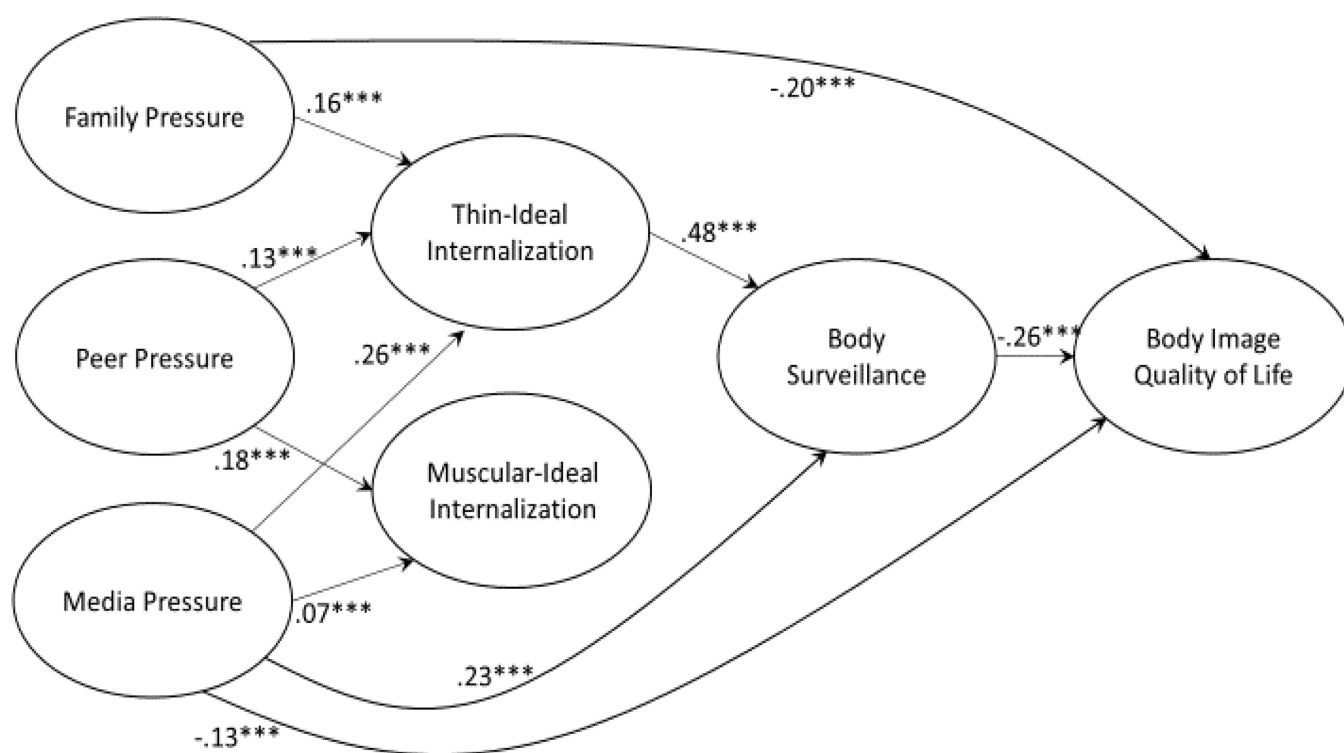 -.20***
Family Pressure
.16***
Thin-Ideal
Internalization
.48***
.13***
Peer Pressure
.26***
Body
Surveillance
-.26***
Body Image
Quality of Life
.18***
Muscular-Ideal
Internalization
Media Pressure
.07***
.23***
-.13***